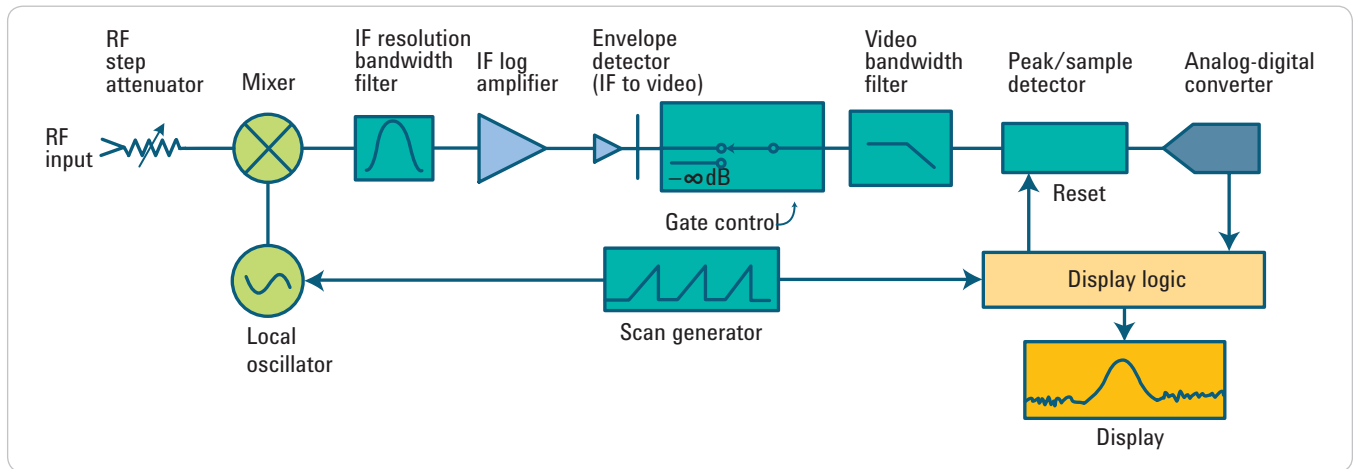 RF
step
attenuator
Mixer
IF resolution
bandwidth
filter
IF log
amplifier
Envelope
detector
(IF to video)
Video
bandwidth
filter
Peak/sample
detector
Analog-digital
converter
RF
input
–∞ dB
Gate control
Reset
Local
oscillator
Scan generator
Display logic
Display